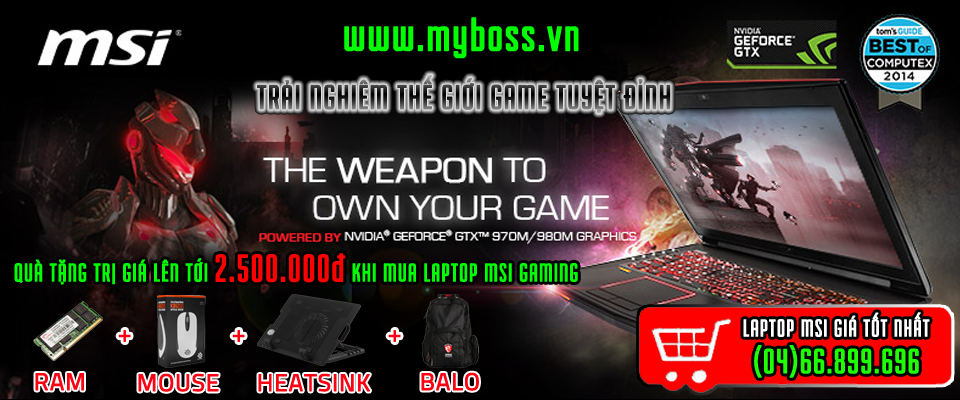 msi
www.myboss.vn
NVIDIA
GEFORCE
GTX
tom's GUIDE
BEST OF
COMPUTEX
2014
TRẢI NGHIỆM THẾ GIỚI GAME TUYỆT ĐỈNH
THE WEAPON TO
OWN YOUR GAME
POWERED BY NVIDIA® GEFORCE® GTX™ 970M/980M GRAPHICS
QUÀ TẶNG TRỊ GIÁ LÊN TỚI 2.500.000đ KHI MUA LAPTOP MSI GAMING
RAM + MOUSE + HEATSINK + BALO
LAPTOP MSI GIÁ TỐT NHẤT
(04)66.899.696